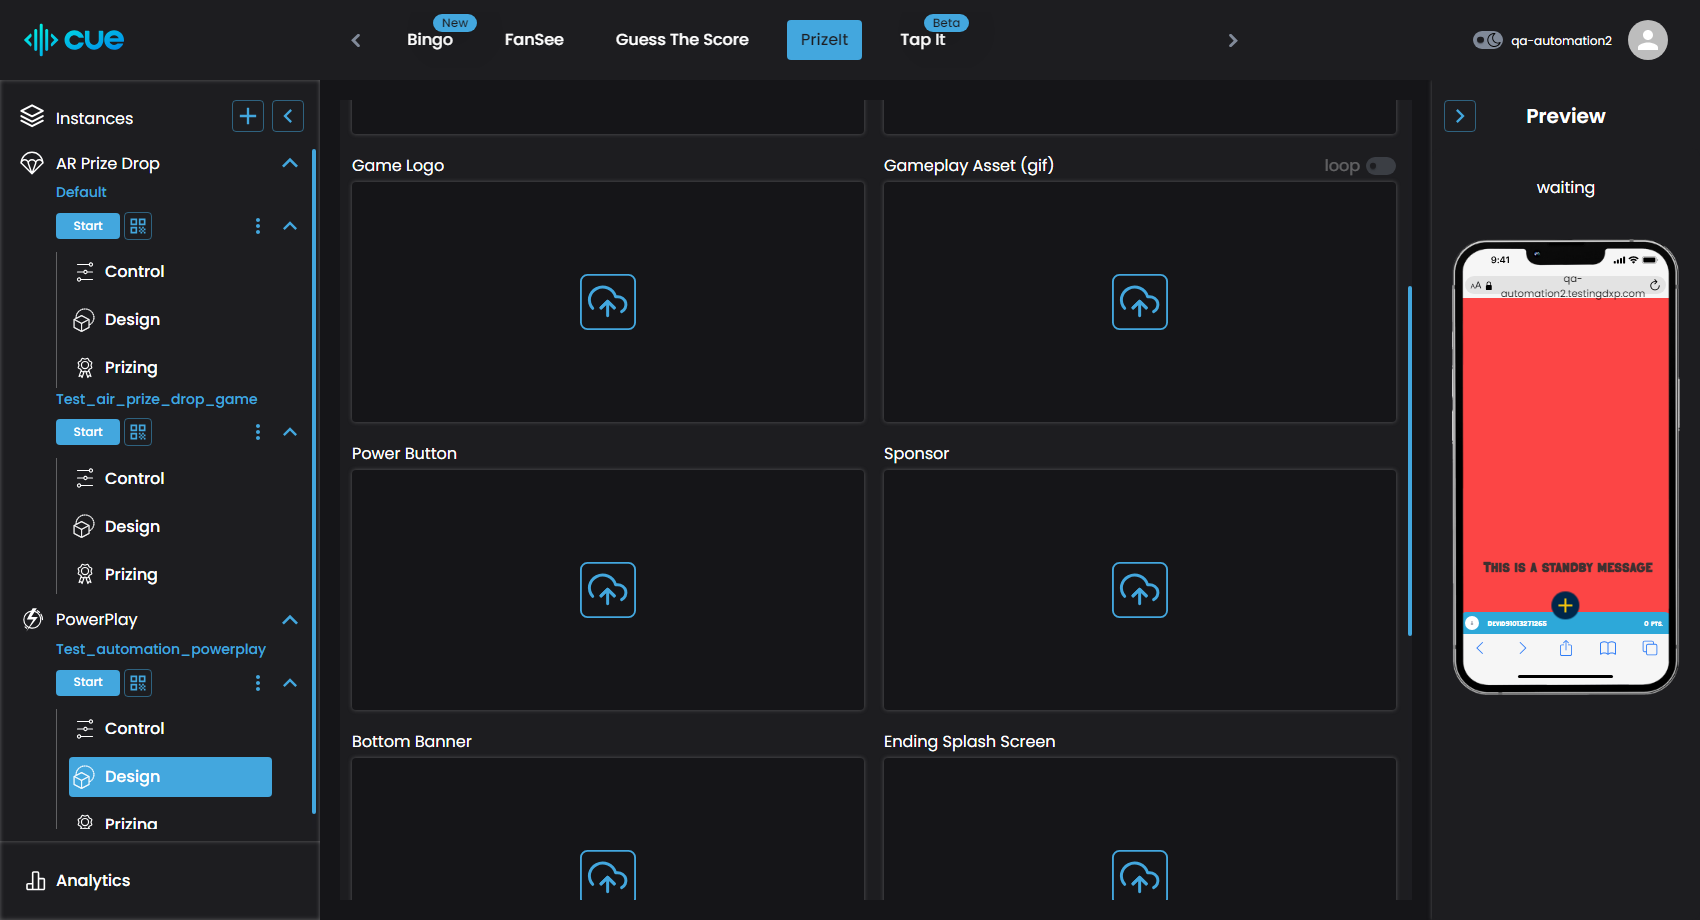 cue
Bingo
New
FanSee
Guess The Score
PrizeIt
Tap It
Beta
qa-automation2
Instances
AR Prize Drop
Default
Start
Control
Design
Prizing
Test_air_prize_drop_game
Start
Control
Design
Prizing
PowerPlay
Test_automation_powerplay
Start
Control
Design
Prizing
Analytics
Game Logo
Gameplay Asset (gif)
loop
Power Button
Sponsor
Bottom Banner
Ending Splash Screen
Preview
waiting
9:41
AA
qa-
automation2.testingdxp.com
This is a standby message
DEVID51013271265
0 PTS.